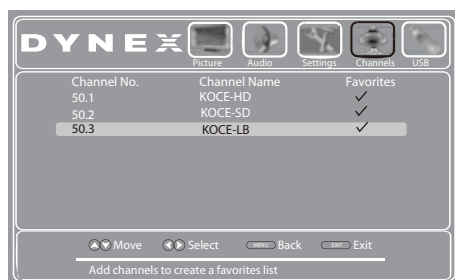 DYNEX
Picture Audio Settings Channels USB
Channel No. Channel Name Favorites
50.1 KOCE-HD ✓
50.2 KOCE-SD ✓
50.3 KOCE-LB ✓
Move Select MENU Back EXIT Exit
Add channels to create a favorites list